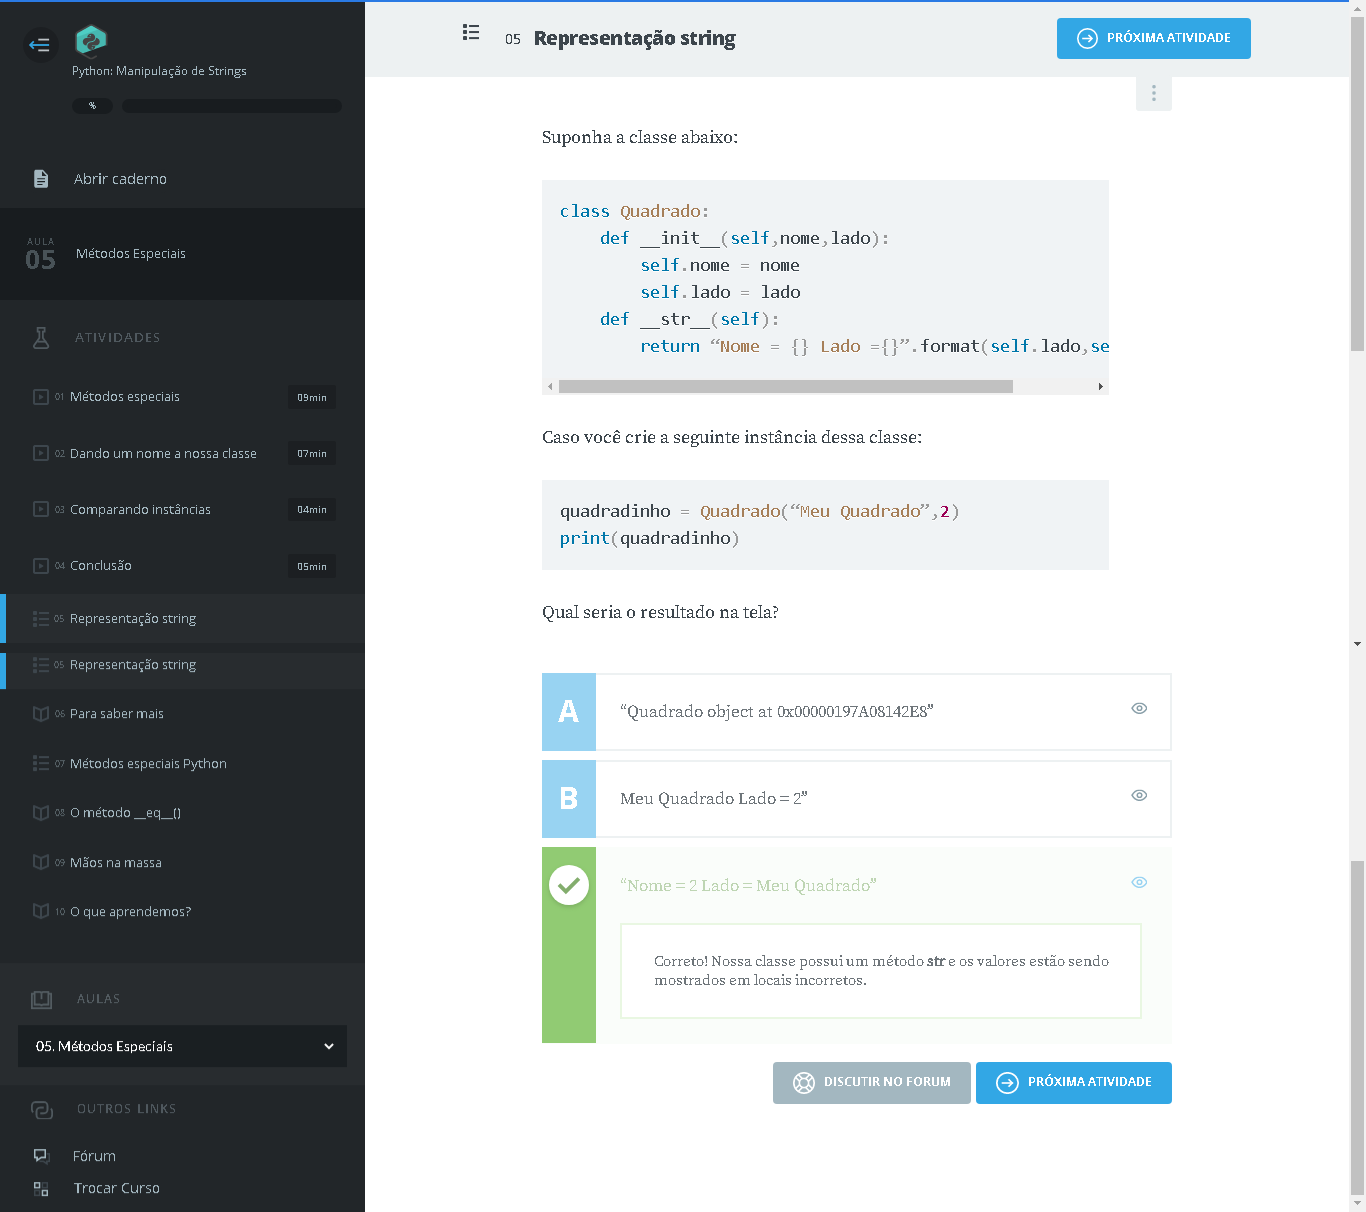 Python: Manipulação de Strings
%
Abrir caderno
AULA
05
Métodos Especiais
ATIVIDADES
01 Métodos especiais 09min
02 Dando um nome a nossa classe 07min
03 Comparando instâncias 04min
04 Conclusão 05min
05 Representação string
05 Representação string
06 Para saber mais
07 Métodos especiais Python
08 O método __eq__()
09 Mãos na massa
10 O que aprendemos?
AULAS
05. Métodos Especiais
OUTROS LINKS
Fórum
Trocar Curso
05 Representação string
PRÓXIMA ATIVIDADE
Suponha a classe abaixo:
class Quadrado:
    def __init__(self,nome,lado):
        self.nome = nome
        self.lado = lado
    def __str__(self):
        return “Nome = {} Lado ={}”.format(self.lado,se
Caso você crie a seguinte instância dessa classe:
quadradinho = Quadrado(“Meu Quadrado”,2)
print(quadradinho)
Qual seria o resultado na tela?
A
“Quadrado object at 0x00000197A08142E8”
B
Meu Quadrado Lado = 2”
“Nome = 2 Lado = Meu Quadrado”
Correto! Nossa classe possui um método str e os valores estão sendo
mostrados em locais incorretos.
DISCUTIR NO FORUM
PRÓXIMA ATIVIDADE